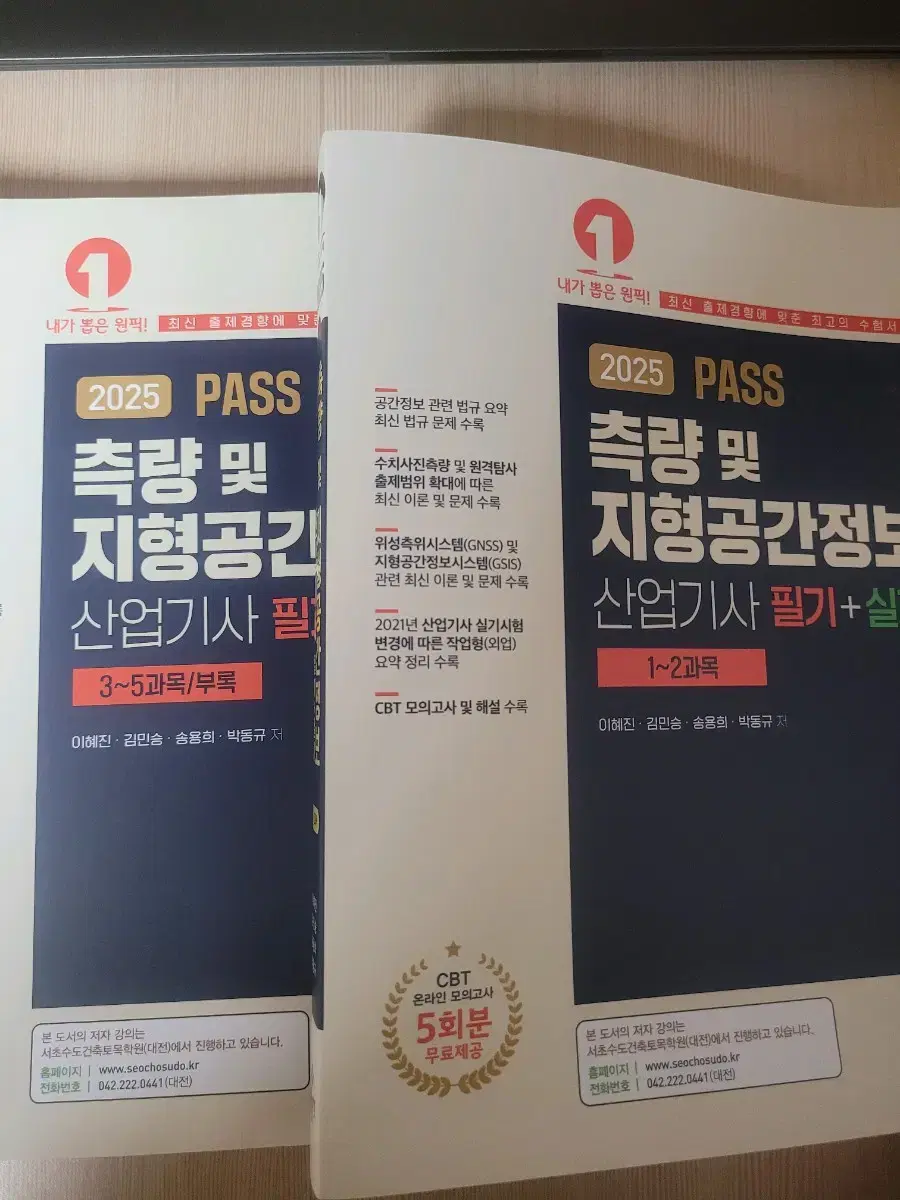 1
내가 뽑은 원픽!
최신 출제경향에 맞춘
2025 PASS
측량 및
지형공간
산업기사
3~5과목/부록
이혜진 · 김민승 · 송용희 · 박동규 저
본 도서의 저자 강의는
서초수도건축토목학원(대전)에서 진행하고 있습니다.
홈페이지 | www.seochosudo.kr
전화번호 | 042.222.0441(대전)
공간정보 관련 법규 요약
최신 법규 문제 수록
수치사진측량 및 원격탐사
출제범위 확대에 따른
최신 이론 및 문제 수록
위성측위시스템(GNSS) 및
지형공간정보시스템(GSIS)
관련 최신 이론 및 문제 수록
2021년 산업기사 실기시험
변경에 따른 작업형(외업)
요약 정리 수록
CBT 모의고사 및 해설 수록
CBT
온라인 모의고사
5회분
무료제공
1
내가 뽑은 원픽!
최신 출제경향에 맞춘 최고의 수험서
2025 PASS
측량 및
지형공간정보
산업기사 필기+실
1~2과목
이혜진 · 김민승 · 송용희 · 박동규 저
본 도서의 저자 강의는
서초수도건축토목학원(대전)에서 진행하고 있습니다.
홈페이지 | www.seochosudo.kr
전화번호 | 042.222.0441(대전)